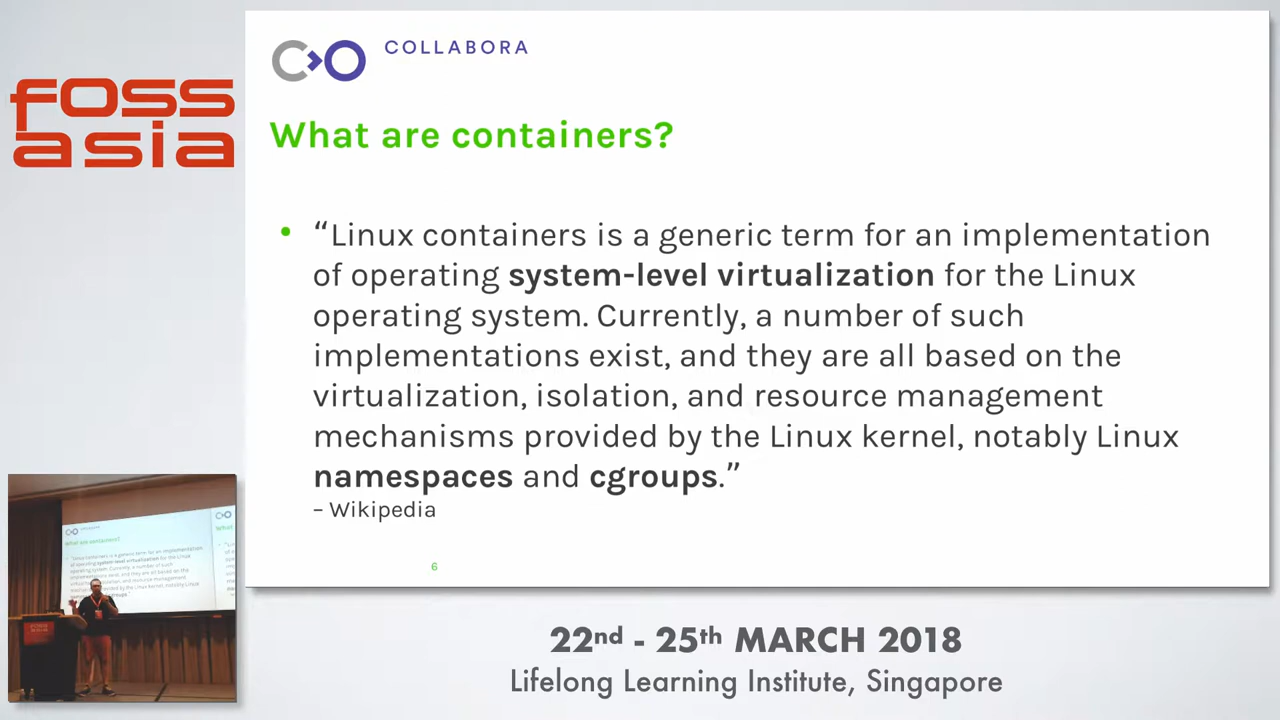 foss
asia
COLLABORA
What are containers?
• “Linux containers is a generic term for an implementation
of operating system-level virtualization for the Linux
operating system. Currently, a number of such
implementations exist, and they are all based on the
virtualization, isolation, and resource management
mechanisms provided by the Linux kernel, notably Linux
namespaces and cgroups.”
– Wikipedia
6
22nd - 25th MARCH 2018
Lifelong Learning Institute, Singapore